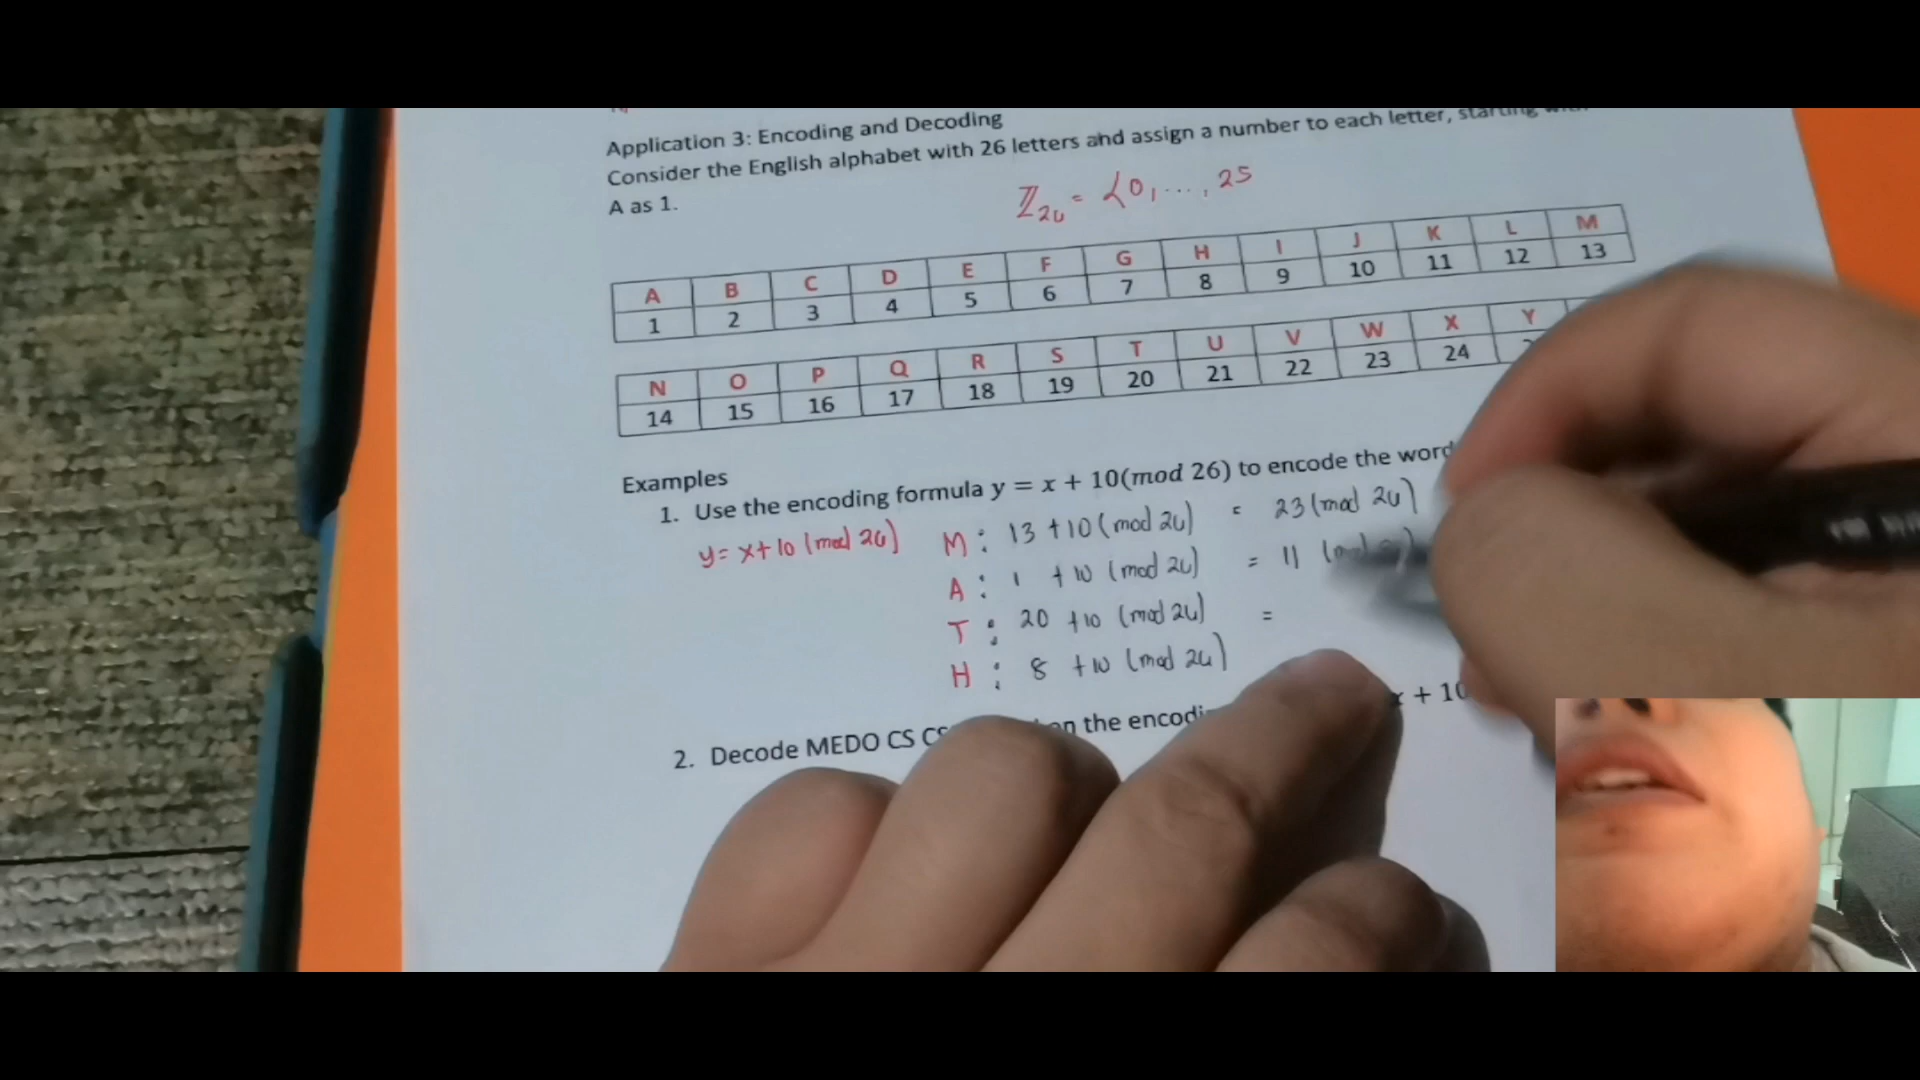 Application 3: Encoding and Decoding
Consider the English alphabet with 26 letters and assign a number to each letter, starting
A as 1.
ℤ26 = {0, ..., 25
A B C D E F G H I J K L M
1 2 3 4 5 6 7 8 9 10 11 12 13
N O P Q R S T U V W X Y
14 15 16 17 18 19 20 21 22 23 24
Examples
1. Use the encoding formula y = x + 10(mod 26) to encode the word
y = x + 10 (mod 26) M : 13 + 10 (mod 26) = 23 (mod 26)
A : 1 + 10 (mod 26) = 11
T : 20 + 10 (mod 26) =
H : 8 + 10 (mod 26)
2. Decode MEDO CS CS the x + 10